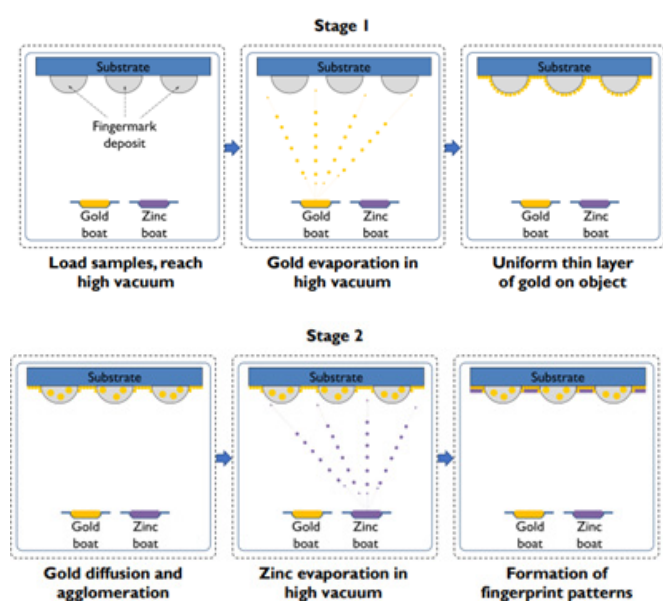 Stage 1
Substrate
Fingermark
deposit
Gold
boat
Zinc
boat
Load samples, reach
high vacuum
Substrate
Gold
boat
Zinc
boat
Gold evaporation in
high vacuum
Substrate
Gold
boat
Zinc
boat
Uniform thin layer
of gold on object
Stage 2
Substrate
Gold
boat
Zinc
boat
Gold diffusion and
agglomeration
Substrate
Gold
boat
Zinc
boat
Zinc evaporation in
high vacuum
Substrate
Gold
boat
Zinc
boat
Formation of
fingerprint patterns